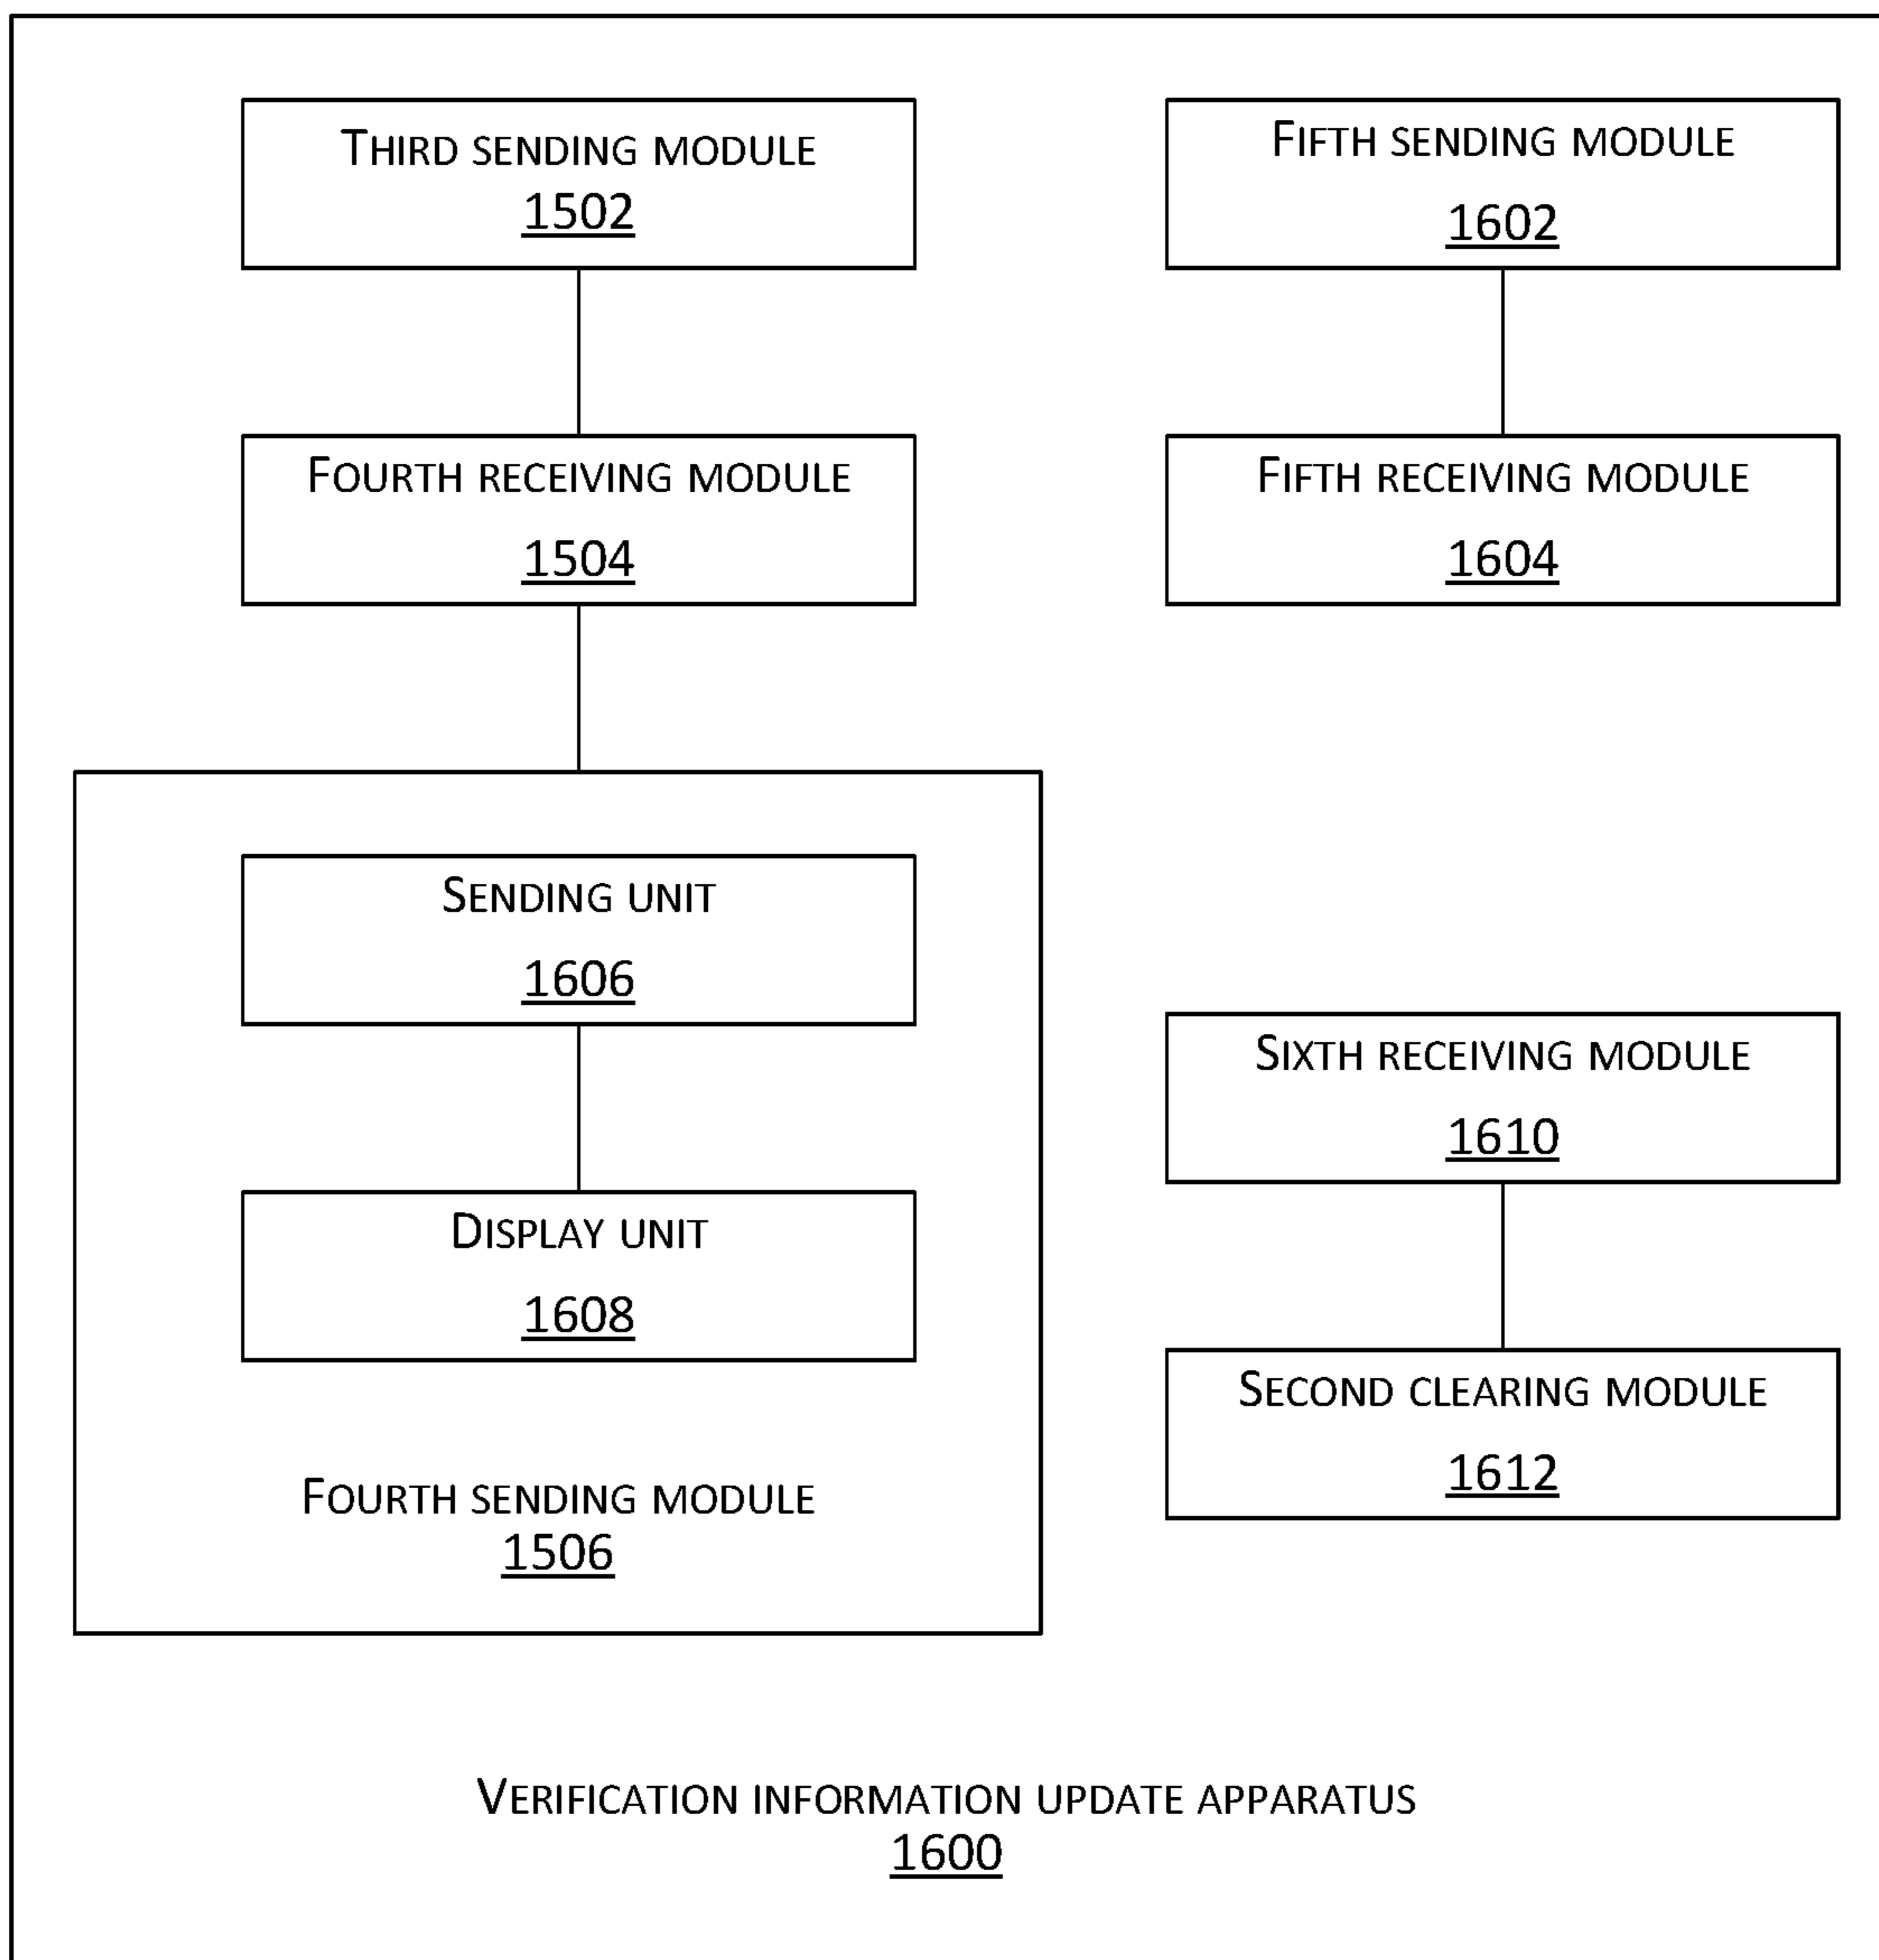 Third sending module
1502
Fourth receiving module
1504
Sending unit
1606
Display unit
1608
Fourth sending module
1506
Fifth sending module
1602
Fifth receiving module
1604
Sixth receiving module
1610
Second clearing module
1612
Verification information update apparatus
1600